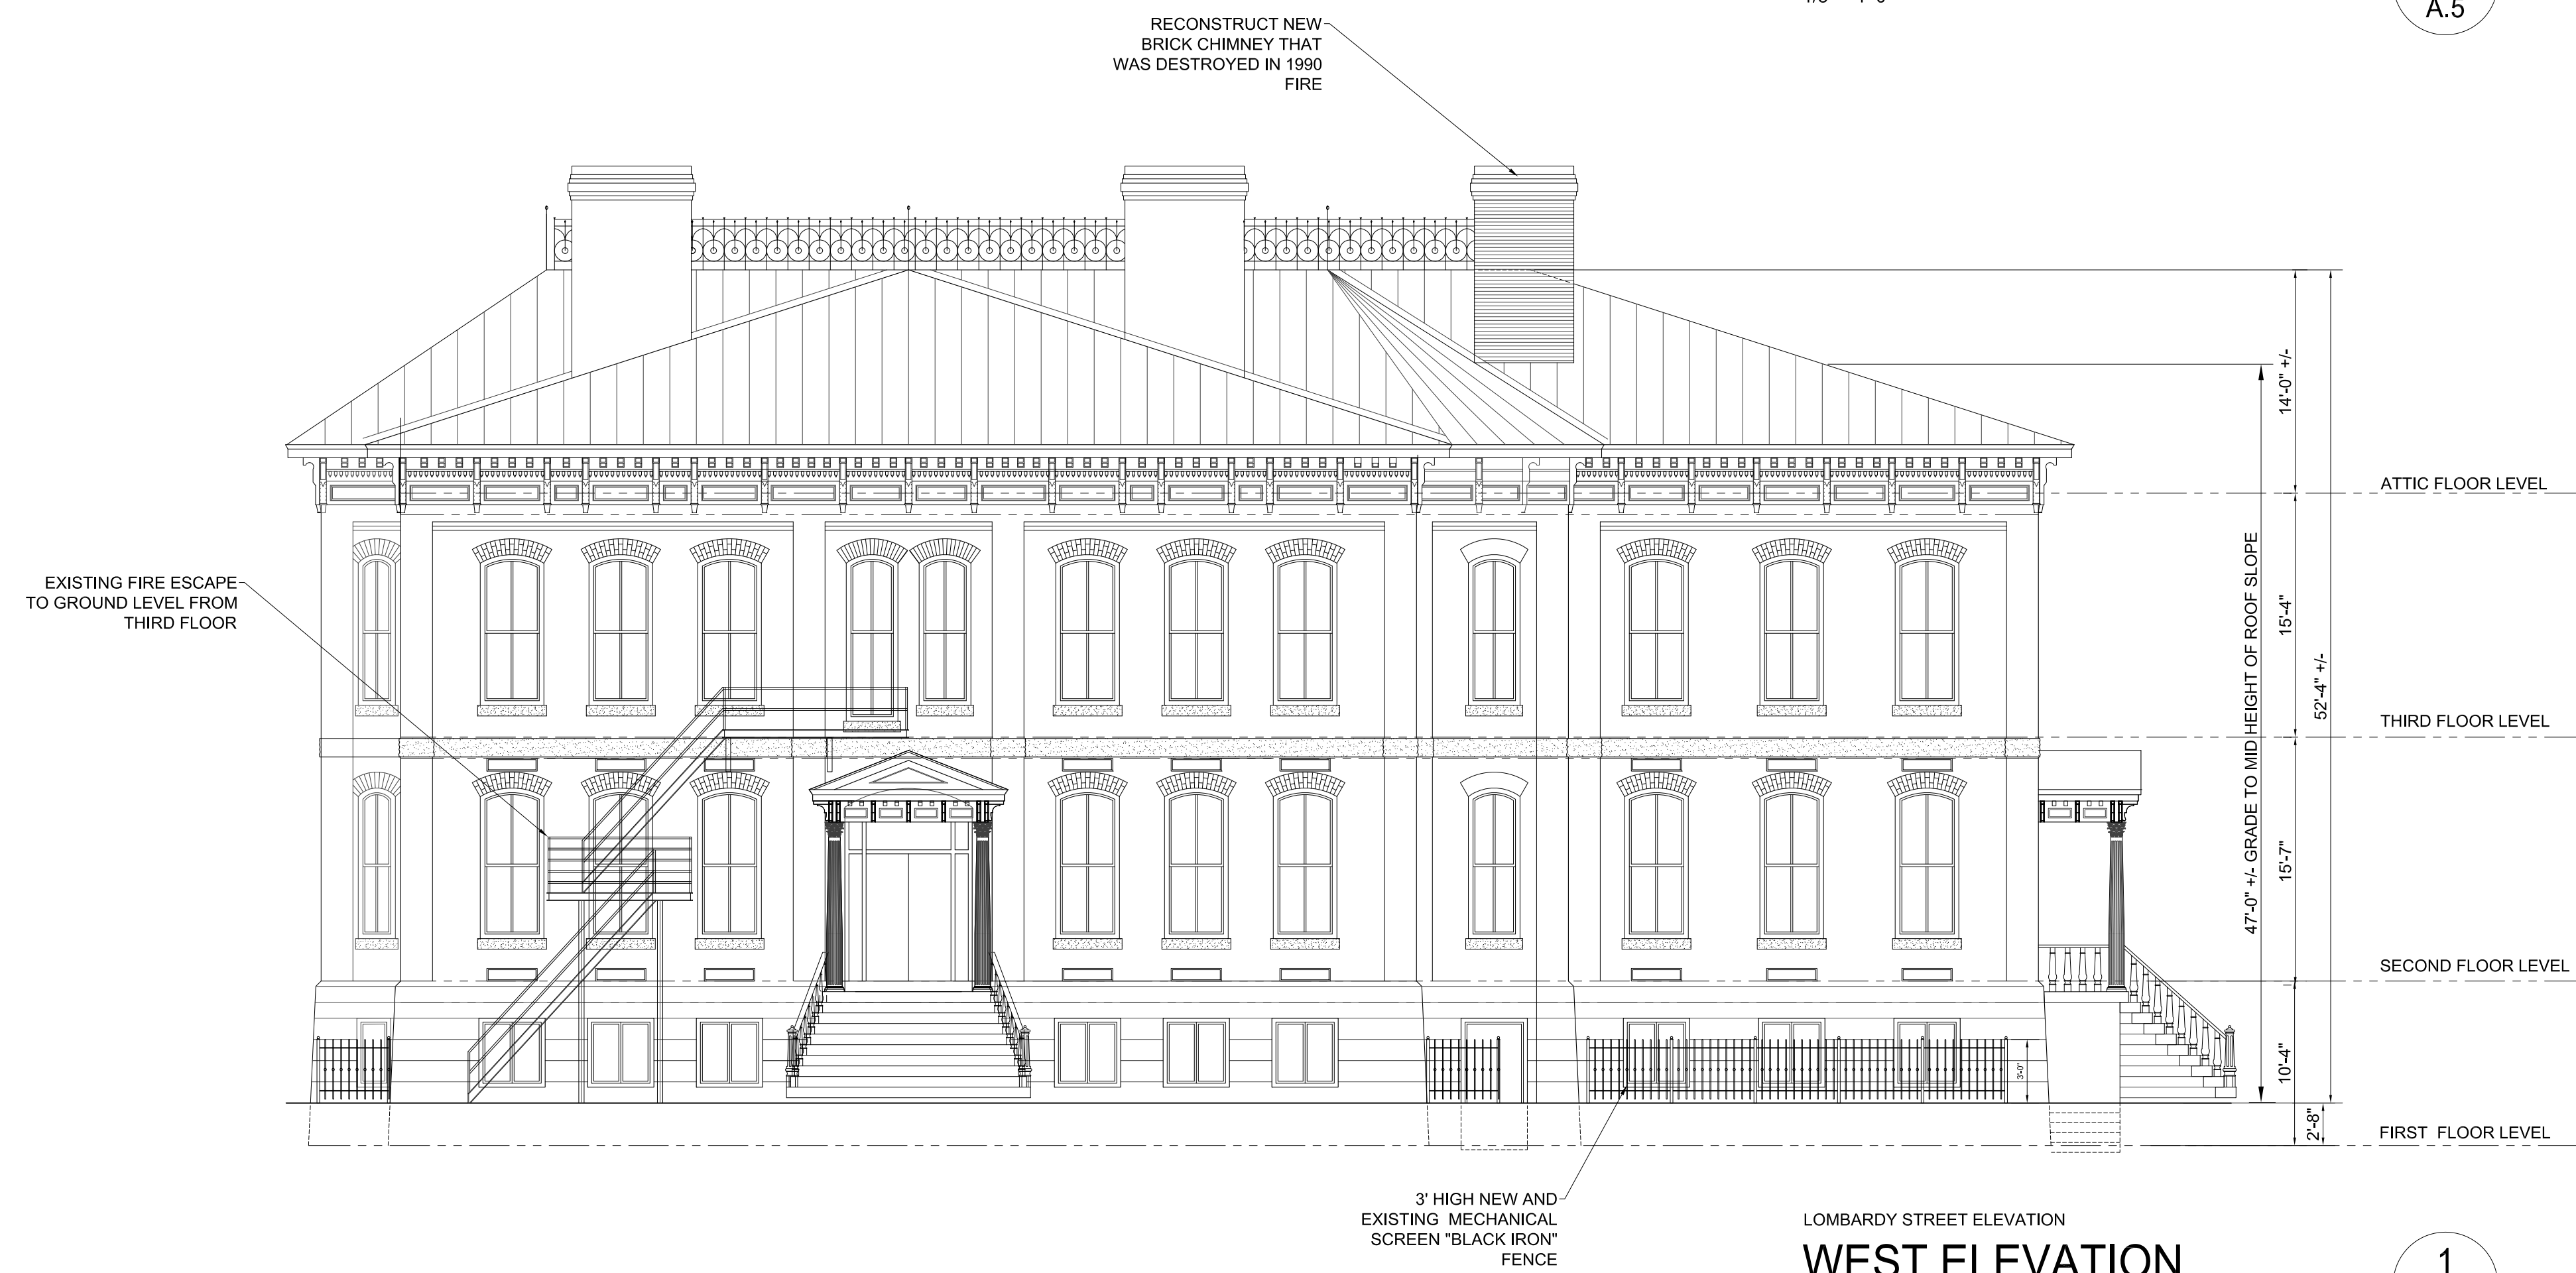 A.5
RECONSTRUCT NEW
BRICK CHIMNEY THAT
WAS DESTROYED IN 1990
FIRE
EXISTING FIRE ESCAPE
TO GROUND LEVEL FROM
THIRD FLOOR
14'-0" +/-
ATTIC FLOOR LEVEL
15'-4"
47'-0" +/- GRADE TO MID HEIGHT OF ROOF SLOPE
52'-4" +/-
THIRD FLOOR LEVEL
15'-7"
SECOND FLOOR LEVEL
10'-4"
3'-0"
2'-8"
FIRST FLOOR LEVEL
3' HIGH NEW AND
EXISTING MECHANICAL
SCREEN "BLACK IRON"
FENCE
LOMBARDY STREET ELEVATION
WEST ELEVATION
1